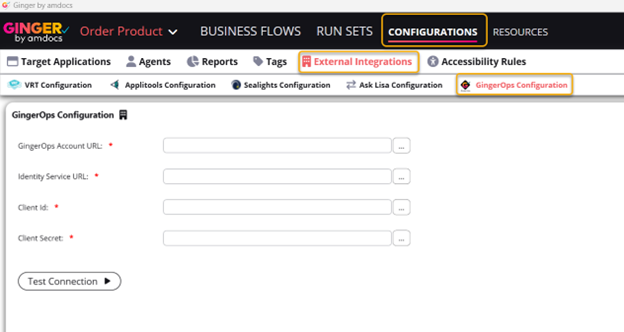 Ginger by amdocs
GINGER by amdocs Order Product BUSINESS FLOWS RUN SETS CONFIGURATIONS RESOURCES
Target Applications Agents Reports Tags External Integrations Accessibility Rules
VRT Configuration Applitools Configuration Sealights Configuration Ask Lisa Configuration GingerOps Configuration
GingerOps Configuration
GingerOps Account URL: * ...
Identity Service URL: * ...
Client Id: * ...
Client Secret: * ...
Test Connection